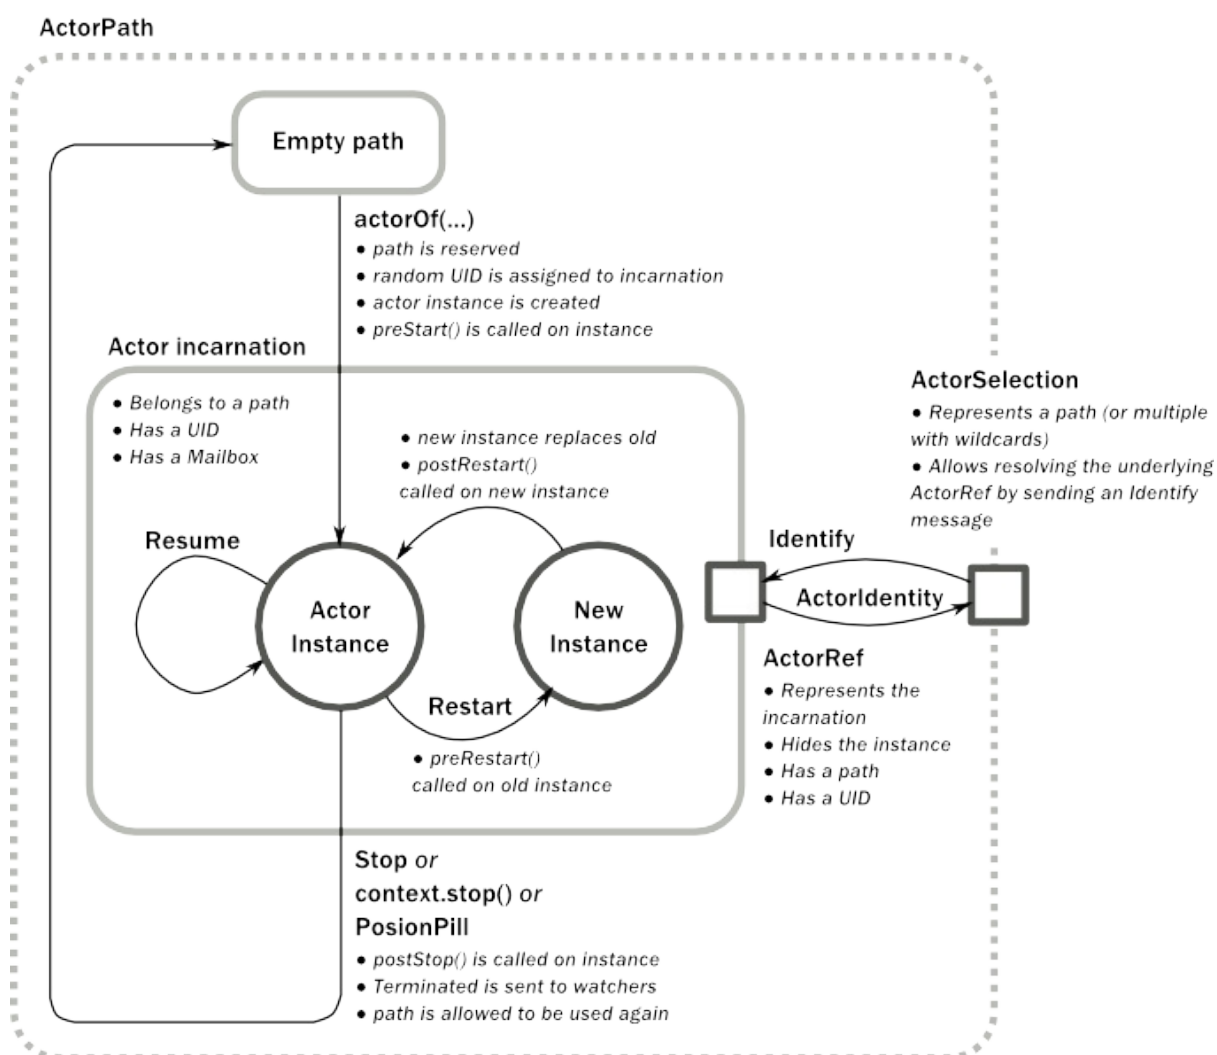 ActorPath
Empty path
actorOf(...)
• path is reserved
• random UID is assigned to incarnation
• actor instance is created
• preStart() is called on instance
Actor incarnation
• Belongs to a path
• Has a UID
• Has a Mailbox
• new instance replaces old
• postRestart()
called on new instance
Resume
Actor
Instance
New
Instance
Restart
• preRestart()
called on old instance
ActorSelection
• Represents a path (or multiple
with wildcards)
• Allows resolving the underlying
ActorRef by sending an Identify
message
Identify
ActorIdentity
ActorRef
• Represents the
incarnation
• Hides the instance
• Has a path
• Has a UID
Stop or
context.stop() or
PosionPill
• postStop() is called on instance
• Terminated is sent to watchers
• path is allowed to be used again